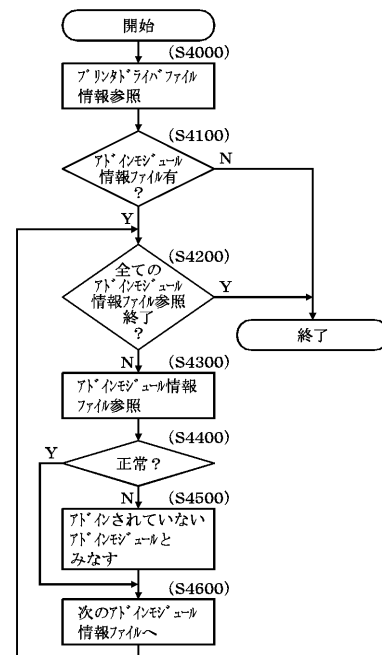 開始
(S4000)
ﾌﾟﾘﾝﾀﾄﾞﾗｲﾊﾞﾌｧｲﾙ
情報参照
(S4100)
ｱﾄﾞｲﾝﾓｼﾞｭｰﾙ
情報ﾌｧｲﾙ有
?
N
Y
(S4200)
全ての
ｱﾄﾞｲﾝﾓｼﾞｭｰﾙ
情報ﾌｧｲﾙ参照
終了
?
Y
終了
N
(S4300)
ｱﾄﾞｲﾝﾓｼﾞｭｰﾙ情報
ﾌｧｲﾙ参照
(S4400)
Y
正常?
N
(S4500)
ｱﾄﾞｲﾝされていない
ｱﾄﾞｲﾝﾓｼﾞｭｰﾙと
みなす
(S4600)
次のｱﾄﾞｲﾝﾓｼﾞｭｰﾙ
情報ﾌｧｲﾙへ